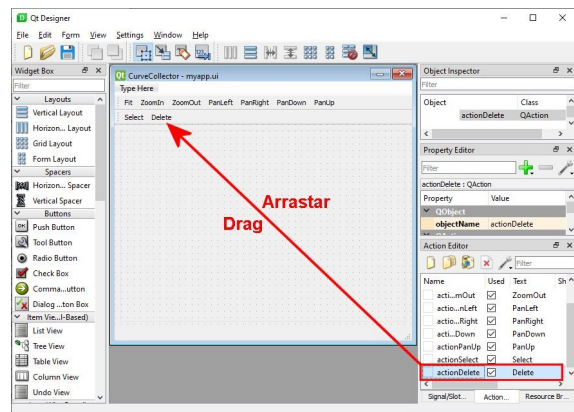 Qt Designer
File Edit Form View Settings Window Help
Widget Box
Filter
Layouts
Vertical Layout
Horizon... Layout
Grid Layout
Form Layout
Spacers
Horizon... Spacer
Vertical Spacer
Buttons
Push Button
Tool Button
Radio Button
Check Box
Comma...utton
Dialog ...ton Box
Item Vie...l-Based)
List View
Tree View
Table View
Column View
Undo View
CurveCollector - myapp.ui
Type Here
Fit ZoomIn ZoomOut PanLeft PanRight PanDown PanUp
Select Delete
Arrastar
Drag
Object Inspector
Filter
Object Class
actionDelete QAction
Property Editor
Filter
actionDelete : QAction
Property Value
QObject
objectName actionDelete
Action Editor
Filter
Name Used Text Sh
acti...mOut ZoomOut
actio...nLeft PanLeft
actio...Right PanRight
acti...Down PanDown
actionPanUp PanUp
actionSelect Select
actionDelete Delete
Signal/Slot... Action... Resource Br...